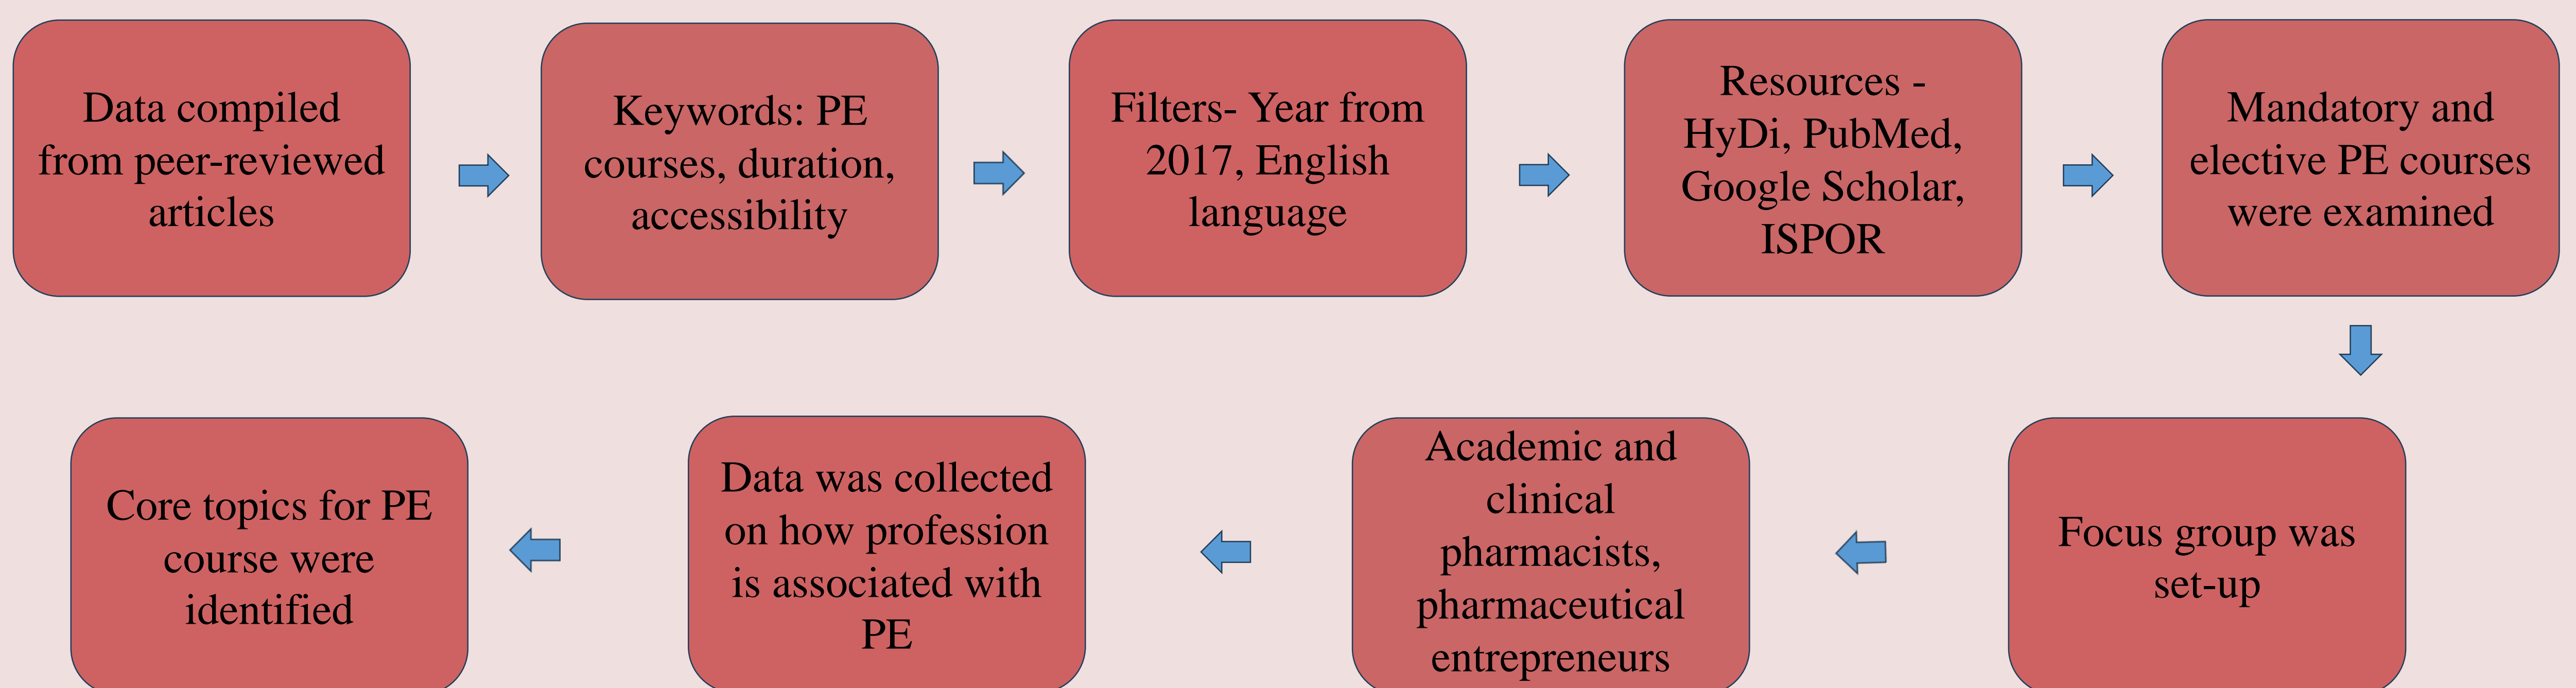 Data compiled
from peer-reviewed
articles
Keywords: PE
courses, duration,
accessibility
Filters- Year from
2017, English
language
Resources -
HyDi, PubMed,
Google Scholar,
ISPOR
Mandatory and
elective PE courses
were examined
Focus group was
set-up
Academic and
clinical
pharmacists,
pharmaceutical
entrepreneurs
Data was collected
on how profession
is associated with
PE
Core topics for PE
course were
identified